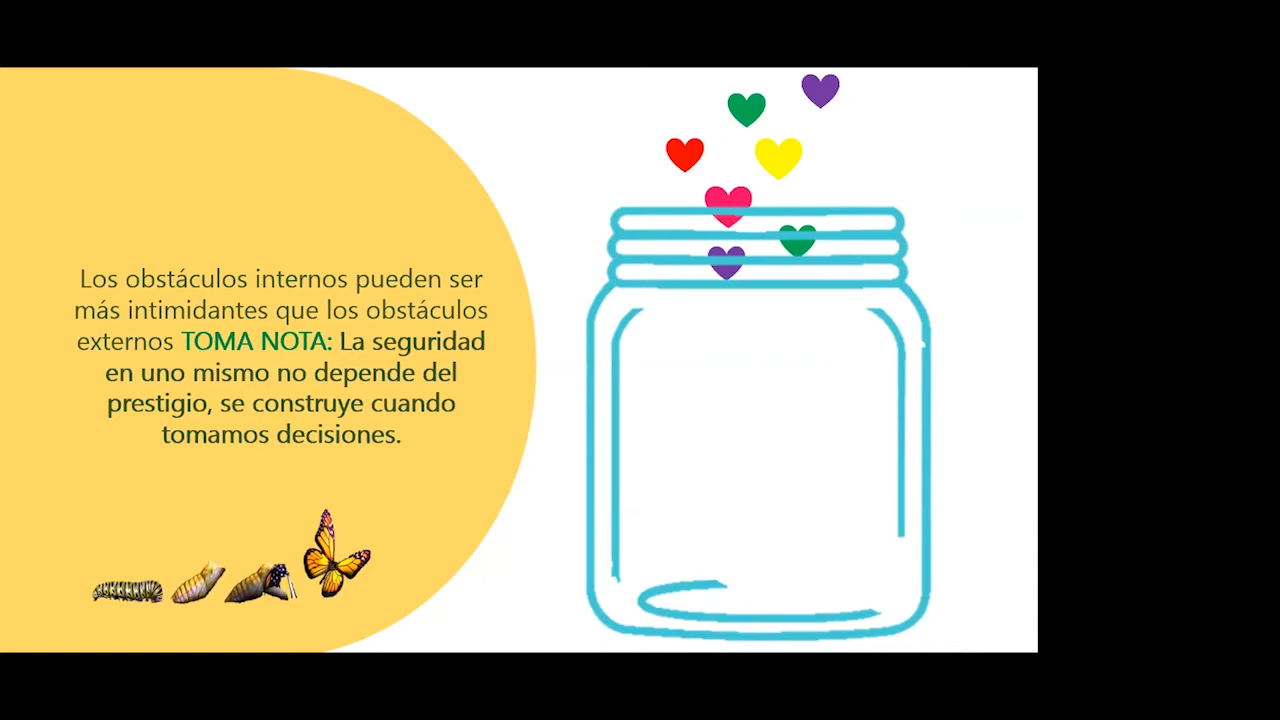 Los obstáculos internos pueden ser
más intimidantes que los obstáculos
externos TOMA NOTA: La seguridad
en uno mismo no depende del
prestigio, se construye cuando
tomamos decisiones.